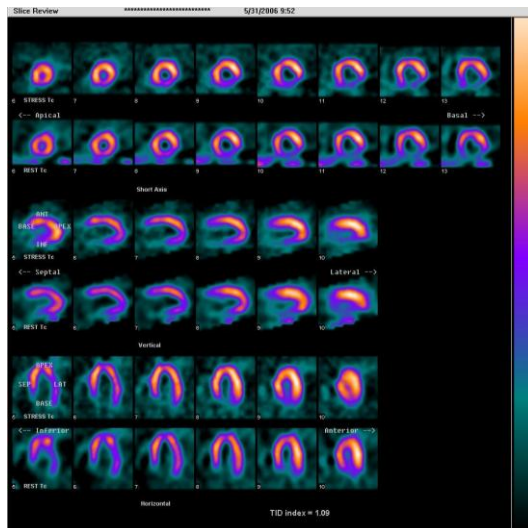 Slice Review ************************** 5/31/2006 9:52
6 7 8 9 10 11 12 13
STRESS Tc
<-- Apical Basal -->
6 7 8 9 10 11 12 13
REST Tc
Short Axis
ANT
BASE APEX
INF
5 6 7 8 9 10
STRESS Tc
<-- Septal Lateral -->
5 6 7 8 9 10
REST Tc
Vertical
APEX
SEP LAT
BASE
5 6 7 8 9 10
STRESS Tc
<-- Inferior Anterior -->
5 6 7 8 9 10
REST Tc
Horizontal
TID index = 1.09